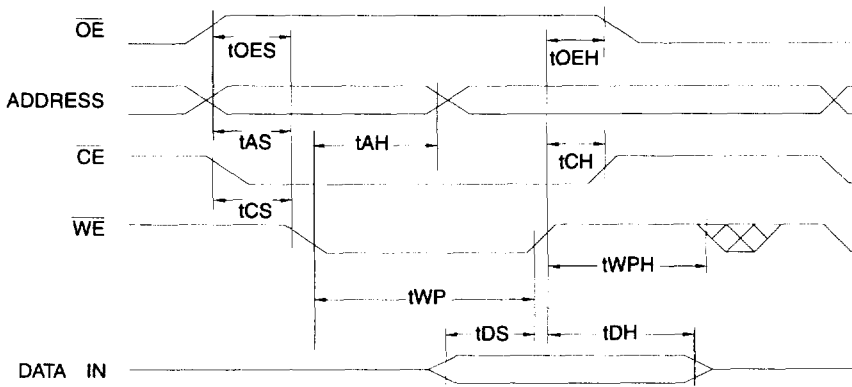 OE
tOES
tOEH
ADDRESS
tAS
tAH
tCH
CE
tCS
WE
tWPH
tWP
tDS
tDH
DATA IN